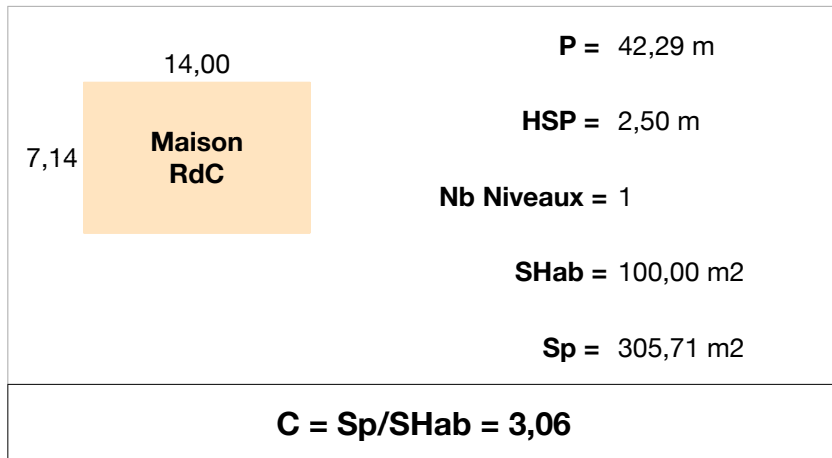 14,00
7,14
Maison
RdC
P = 42,29 m
HSP = 2,50 m
Nb Niveaux = 1
SHab = 100,00 m2
Sp = 305,71 m2
C = Sp/SHab = 3,06